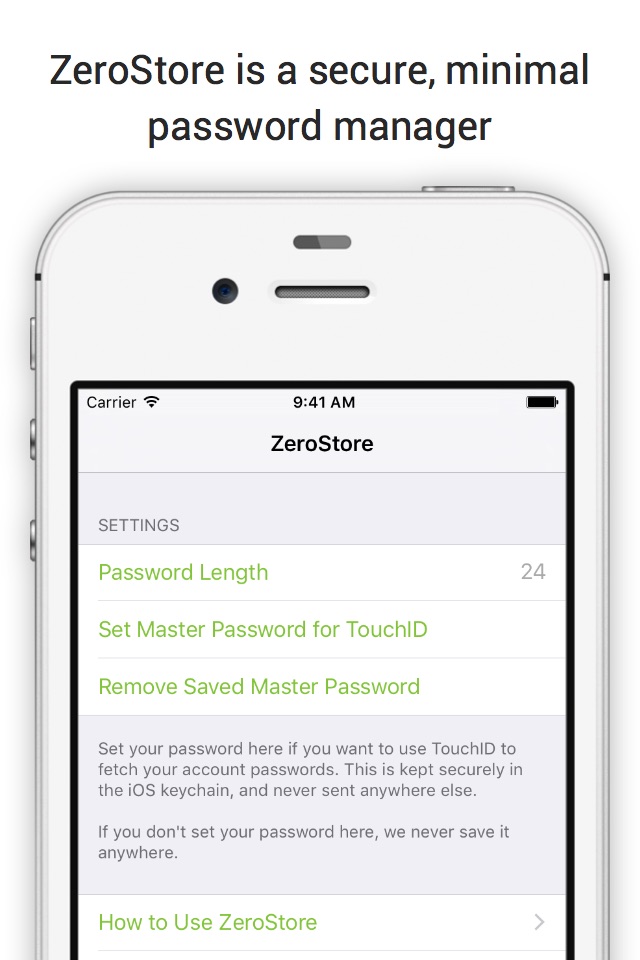 ZeroStore is a secure, minimal
password manager
Carrier 9:41 AM
ZeroStore
SETTINGS
Password Length 24
Set Master Password for TouchID
Remove Saved Master Password
Set your password here if you want to use TouchID to
fetch your account passwords. This is kept securely in
the iOS keychain, and never sent anywhere else.
If you don't set your password here, we never save it
anywhere.
How to Use ZeroStore